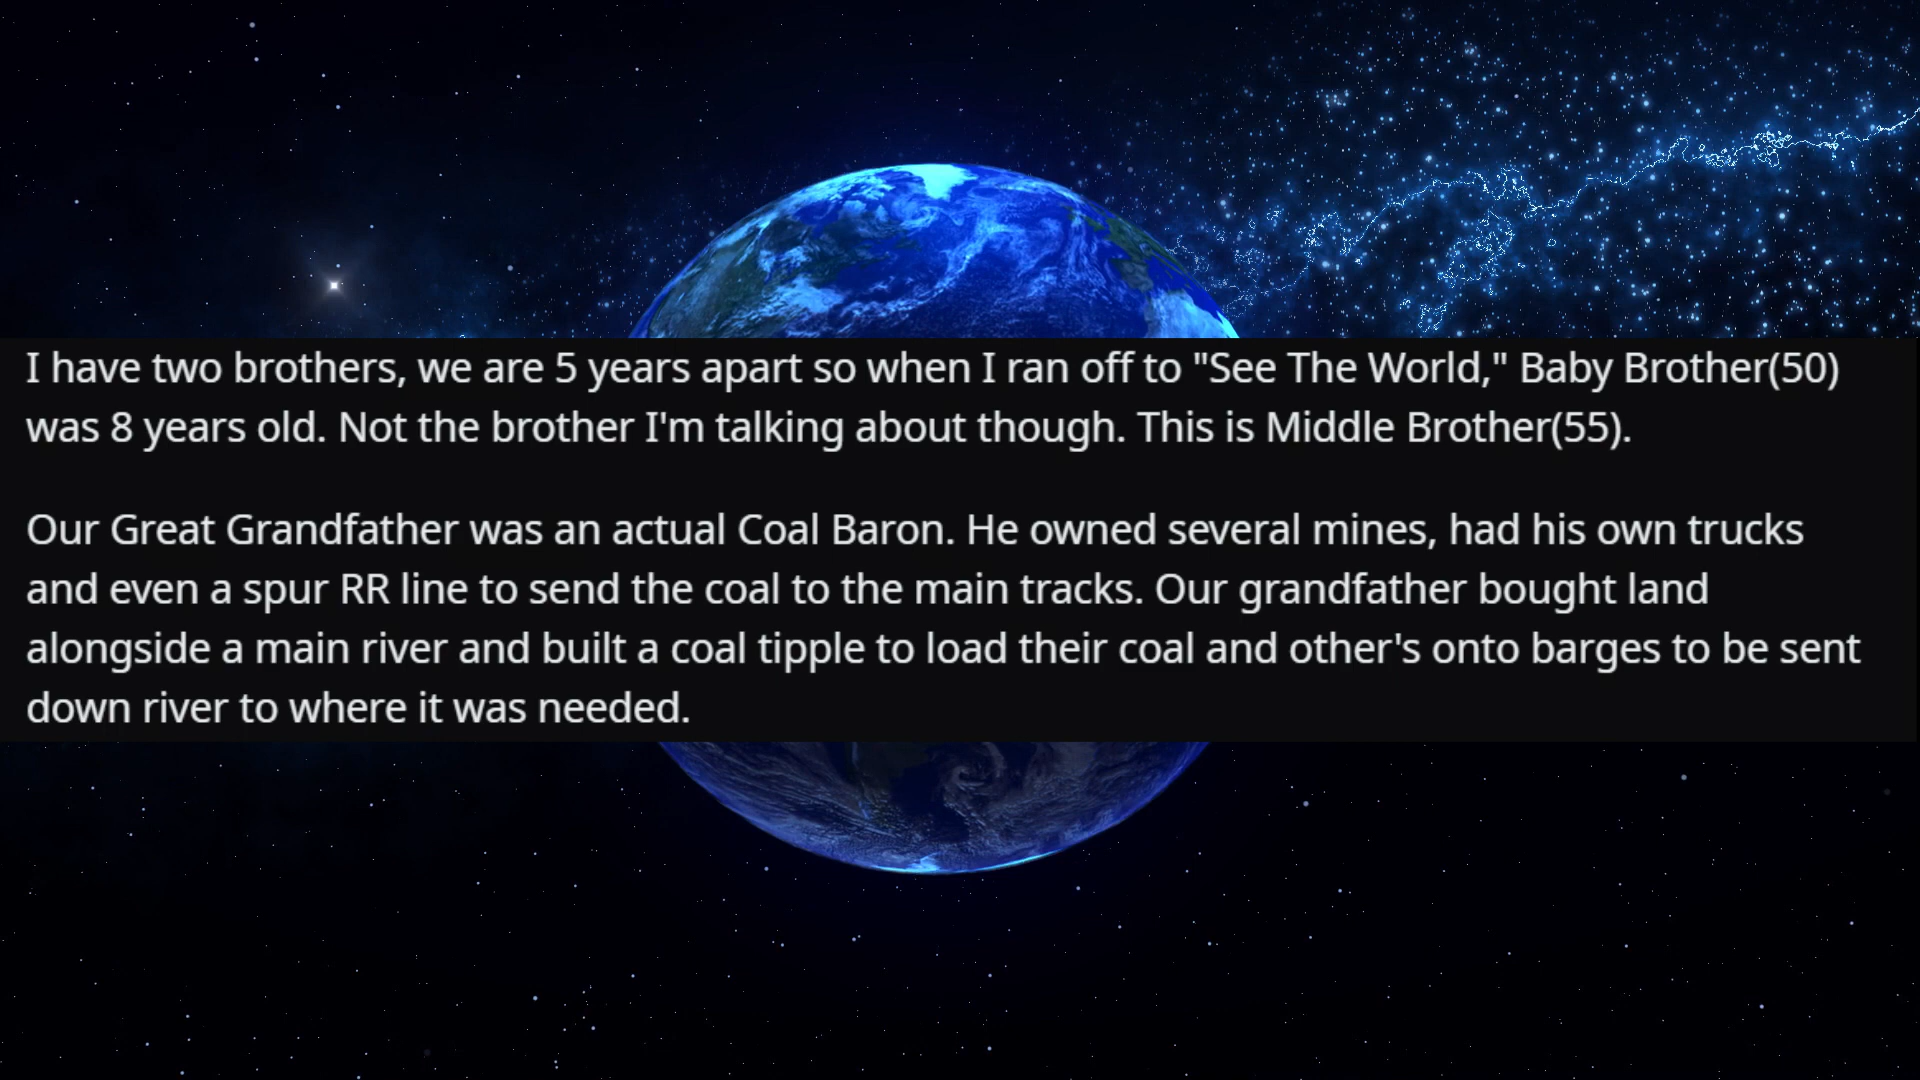 I have two brothers, we are 5 years apart so when I ran off to "See The World," Baby Brother(50)
was 8 years old. Not the brother I'm talking about though. This is Middle Brother(55).
Our Great Grandfather was an actual Coal Baron. He owned several mines, had his own trucks
and even a spur RR line to send the coal to the main tracks. Our grandfather bought land
alongside a main river and built a coal tipple to load their coal and other's onto barges to be sent
down river to where it was needed.